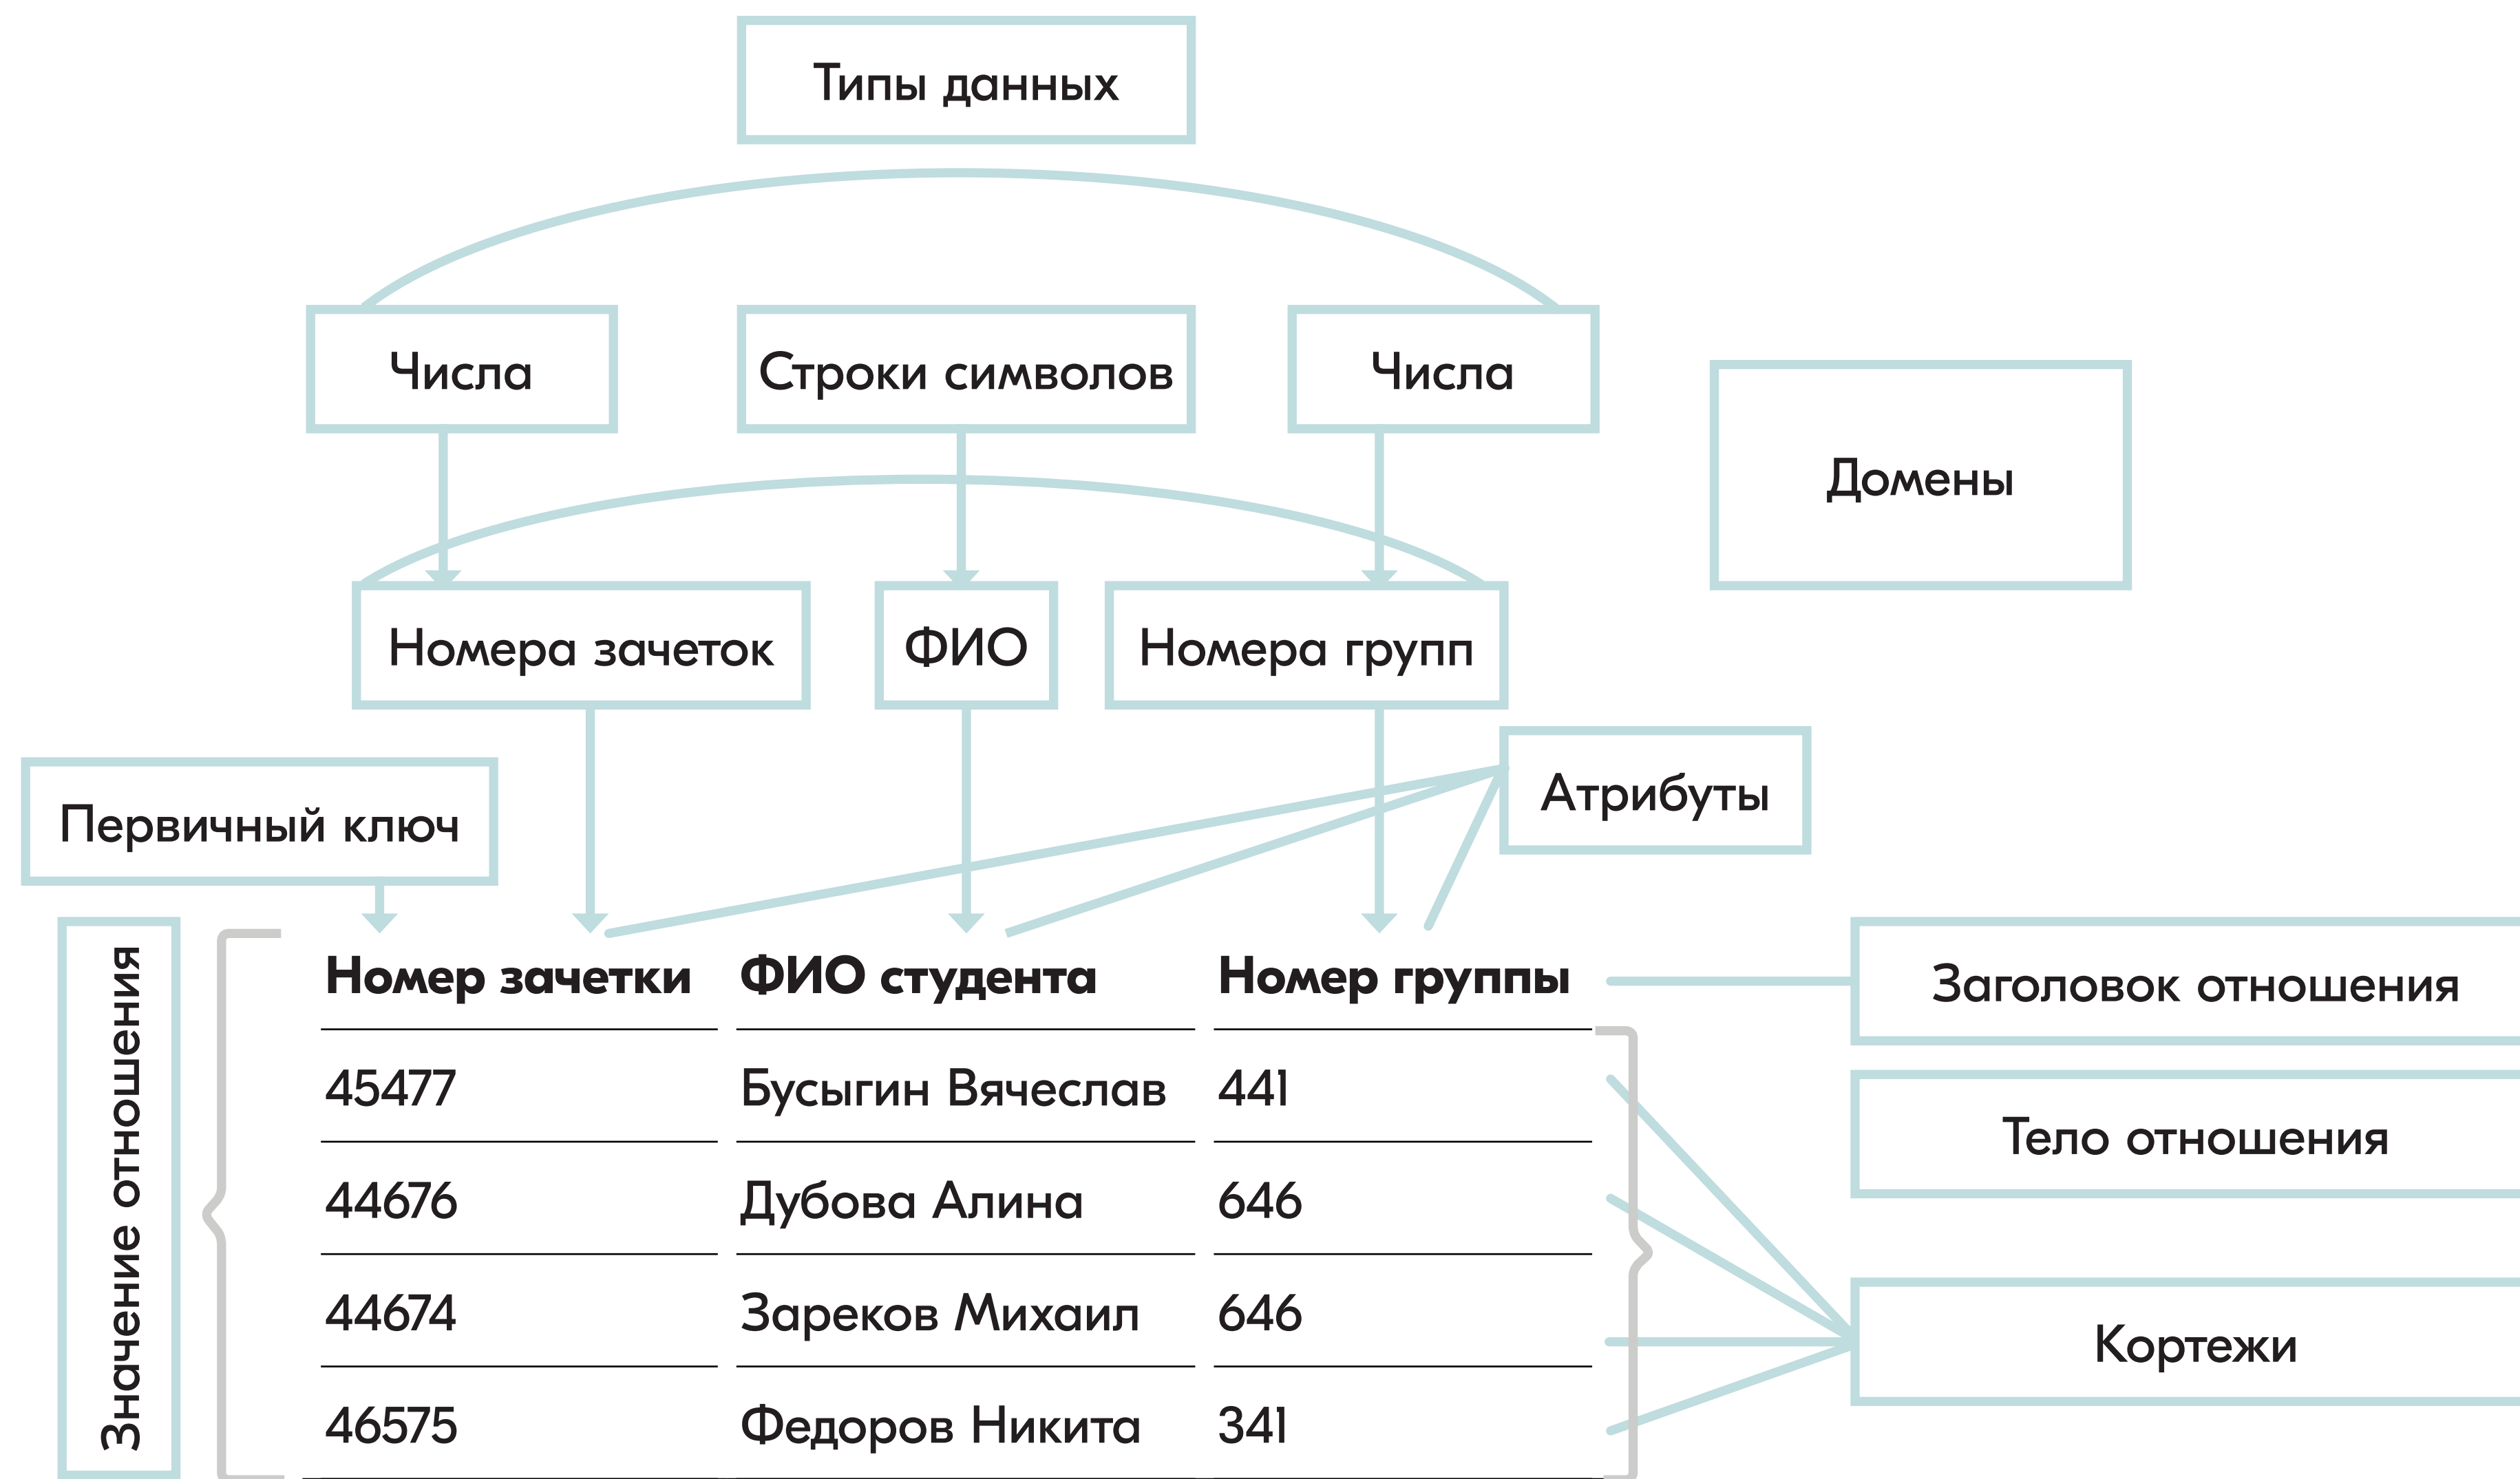 Типы данных
Числа
Строки символов
Числа
Домены
Номера зачеток
ФИО
Номера групп
Атрибуты
Первичный ключ
Значение отношения
Номер зачетки ФИО студента Номер группы
Заголовок отношения
45477 Бусыгин Вячеслав 441
Тело отношения
44676 Дубова Алина 646
44674 Зареков Михаил 646
Кортежи
46575 Федоров Никита 341